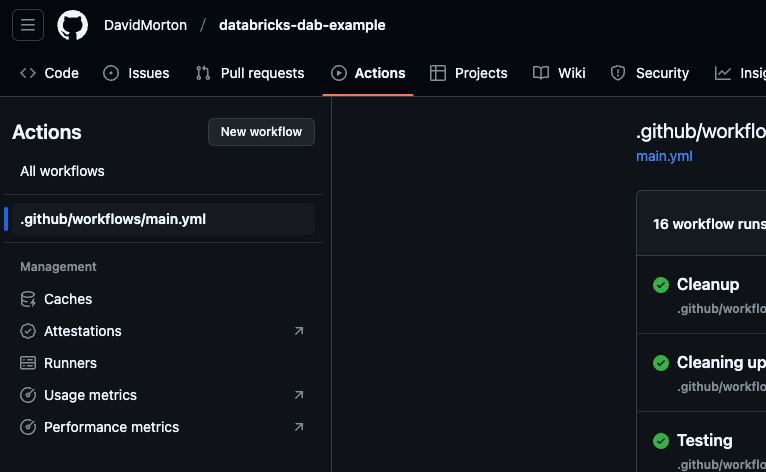 DavidMorton / databricks-dab-example
Code Issues Pull requests Actions Projects Wiki Security Insig
Actions
New workflow
All workflows
.github/workflows/main.yml
Management
Caches
Attestations
Runners
Usage metrics
Performance metrics
.github/workflo
main.yml
16 workflow runs
Cleanup
.github/workflo
Cleaning up
.github/workflo
Testing
.github/workflo